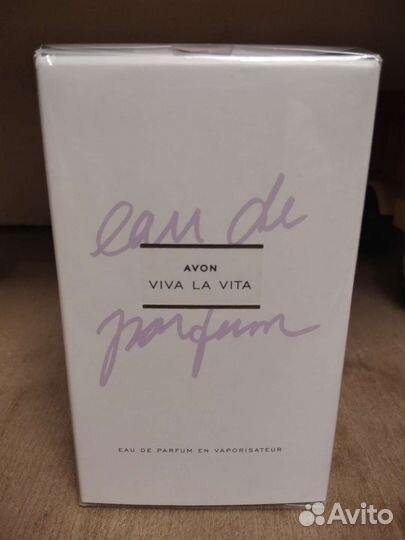 eau de
AVON
VIVA LA VITA
parfum
EAU DE PARFUM EN VAPORISATEUR
Avito